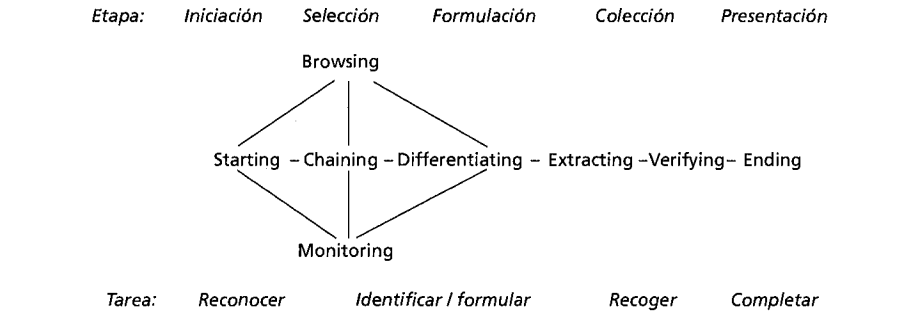 Etapa: Iniciación Selección Formulación Colección Presentación
Browsing
Starting – Chaining – Differentiating – Extracting –Verifying– Ending
Monitoring
Tarea: Reconocer Identificar / formular Recoger Completar